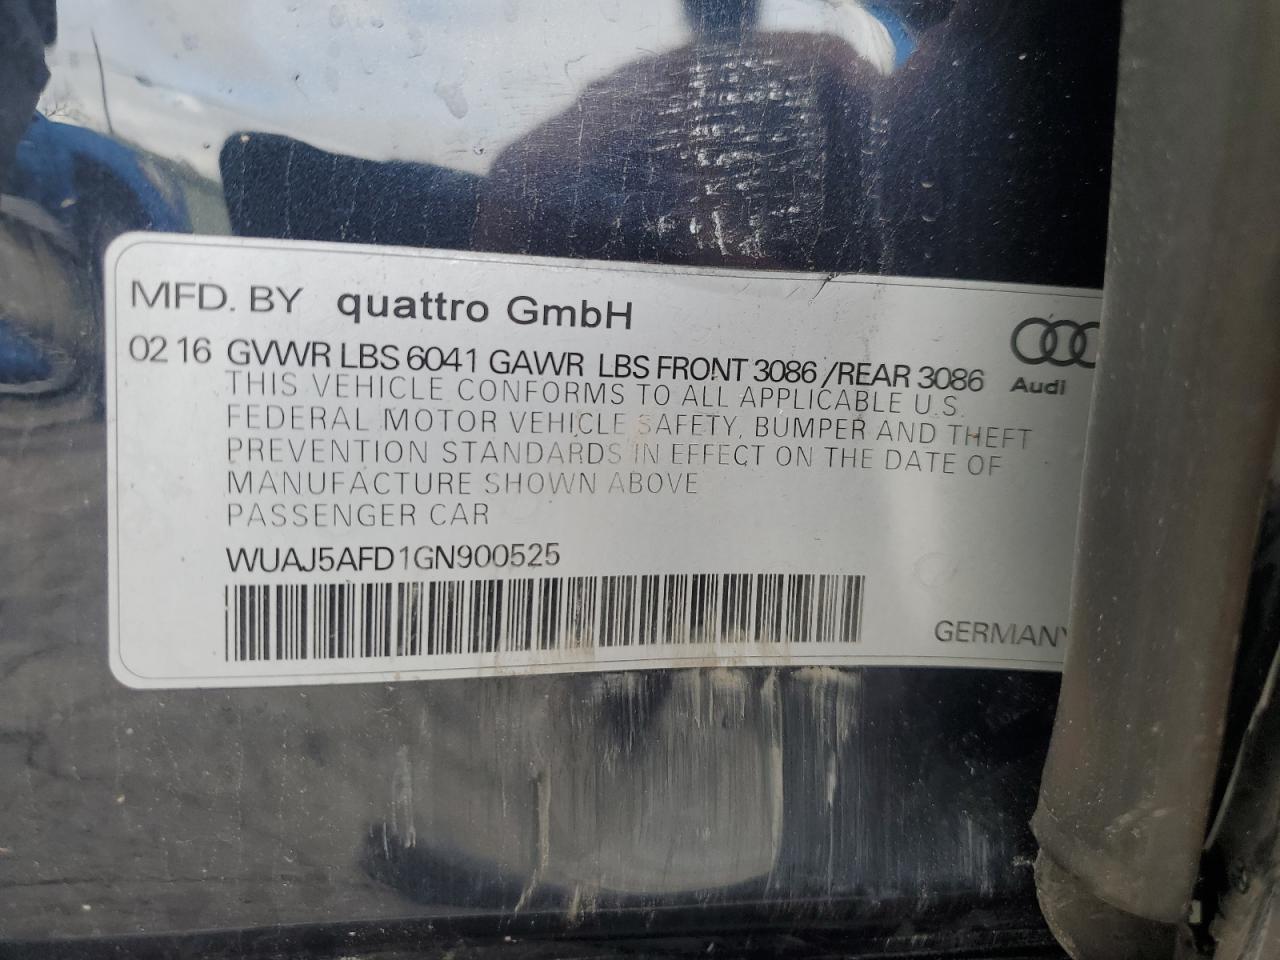 MFD. BY quattro GmbH
02 16 GVWR LBS 6041 GAWR LBS FRONT 3086 /REAR 3086
Audi
THIS VEHICLE CONFORMS TO ALL APPLICABLE U.S.
FEDERAL MOTOR VEHICLE SAFETY, BUMPER AND THEFT
PREVENTION STANDARDS IN EFFECT ON THE DATE OF
MANUFACTURE SHOWN ABOVE
PASSENGER CAR
WUAJ5AFD1GN900525
GERMANY